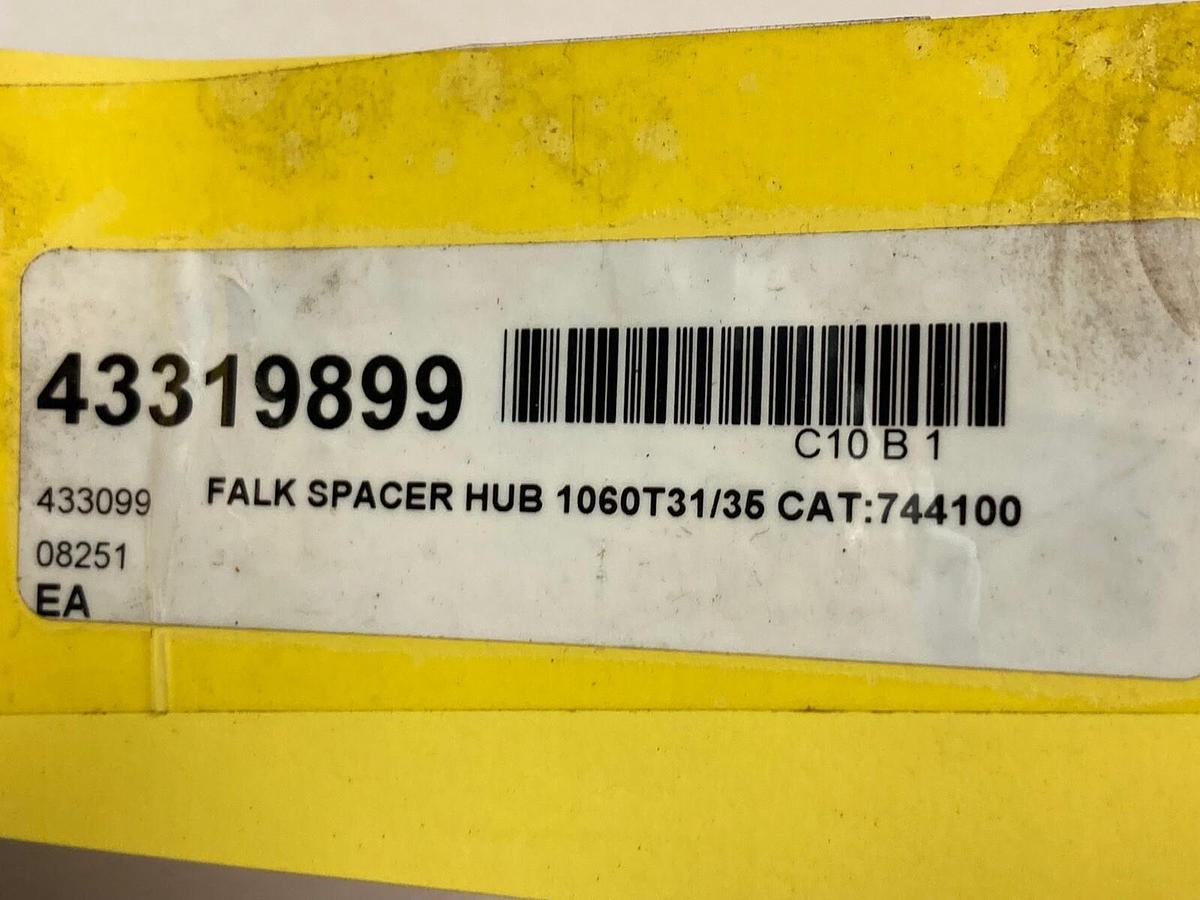 43319899
C10 B 1
433099 FALK SPACER HUB 1060T31/35 CAT:744100
08251
EA